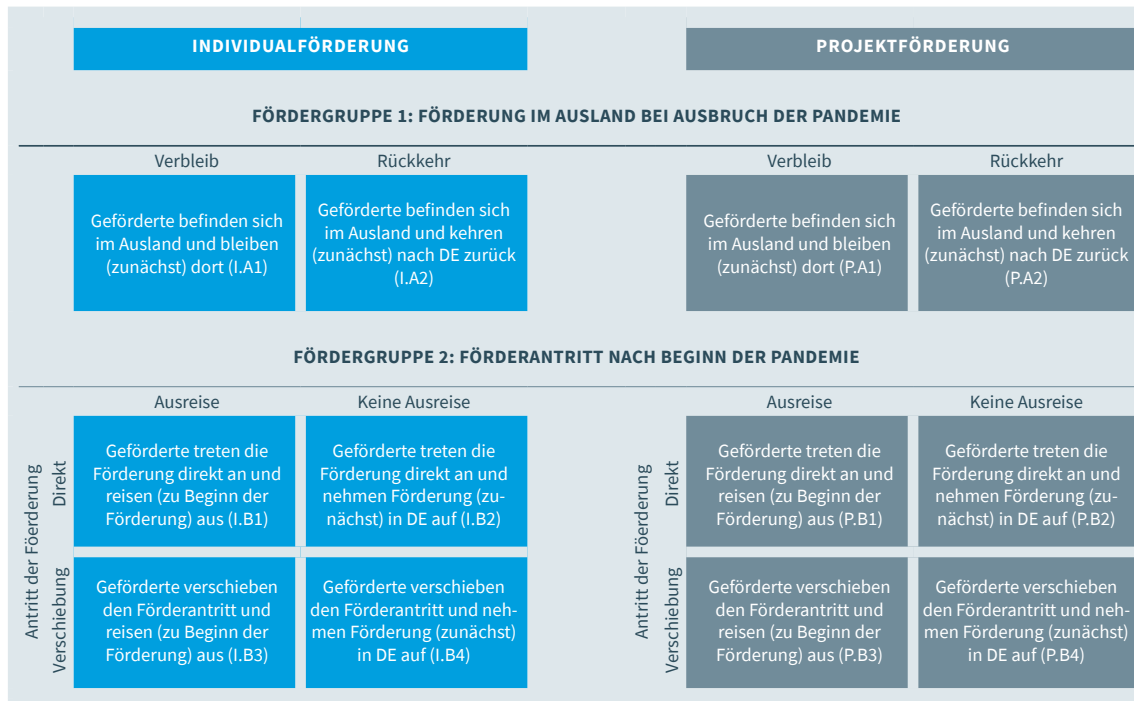 INDIVIDUALFÖRDERUNG
PROJEKTFÖRDERUNG
FÖRDERGRUPPE 1: FÖRDERUNG IM AUSLAND BEI AUSBRUCH DER PANDEMIE
Verbleib
Rückkehr
Verbleib
Rückkehr
Geförderte befinden sich
im Ausland und bleiben
(zunächst) dort (I.A1)
Geförderte befinden sich
im Ausland und kehren
(zunächst) nach DE zurück
(I.A2)
Geförderte befinden sich
im Ausland und bleiben
(zunächst) dort (P.A1)
Geförderte befinden sich
im Ausland und kehren
(zunächst) nach DE zurück
(P.A2)
FÖRDERGRUPPE 2: FÖRDERANTRITT NACH BEGINN DER PANDEMIE
Ausreise
Keine Ausreise
Ausreise
Keine Ausreise
Antritt der Föerderung
Direkt
Geförderte treten die
Förderung direkt an und
reisen (zu Beginn der
Förderung) aus (I.B1)
Geförderte treten die
Förderung direkt an und
nehmen Förderung (zu-
nächst) in DE auf (I.B2)
Antritt der Föerderung
Direkt
Geförderte treten die
Förderung direkt an und
reisen (zu Beginn der
Förderung) aus (P.B1)
Geförderte treten die
Förderung direkt an und
nehmen Förderung (zu-
nächst) in DE auf (P.B2)
Verschiebung
Geförderte verschieben
den Förderantritt und
reisen (zu Beginn der
Förderung) aus (I.B3)
Geförderte verschieben
den Förderantritt und neh-
men Förderung (zunächst)
in DE auf (I.B4)
Verschiebung
Geförderte verschieben
den Förderantritt und
reisen (zu Beginn der
Förderung) aus (P.B3)
Geförderte verschieben
den Förderantritt und neh-
men Förderung (zunächst)
in DE auf (P.B4)